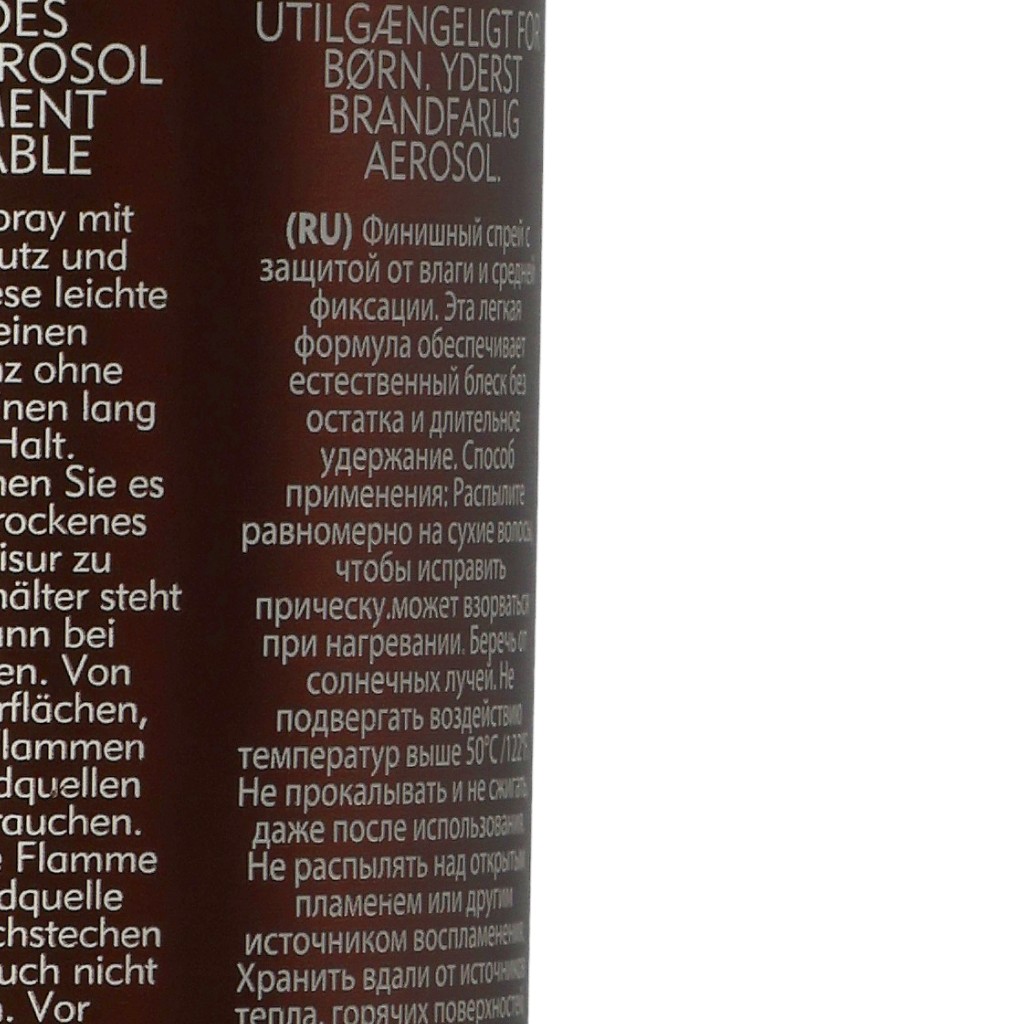 DES
ROSOL
MENT
ABLE
pray mit
utz und
ese leichte
einen
nz ohne
inen lang
Halt.
nen Sie es
rockenes
isur zu
hälter steht
ann bei
en. Von
rflächen,
lammen
dquellen
rauchen.
e Flamme
dquelle
chstechen
uch nicht
n. Vor
UTILGÆNGELIGT FOR
BØRN. YDERST
BRANDFARLIG
AEROSOL.
(RU) Финишный спрей с
защитой от влаги и средней
фиксации. Эта легкая
формула обеспечивает
естественный блеск без
остатка и длительное
удержание. Способ
применения: Распылите
равномерно на сухие волосы,
чтобы исправить
прическу.может взорваться
при нагревании. Беречь от
солнечных лучей. Не
подвергать воздействию
температур выше 50°C /122°F.
Не прокалывать и не сжигать,
даже после использования.
Не распылять над открытым
пламенем или другим
источником воспламенения.
Хранить вдали от источников
тепла, горячих поверхностей,